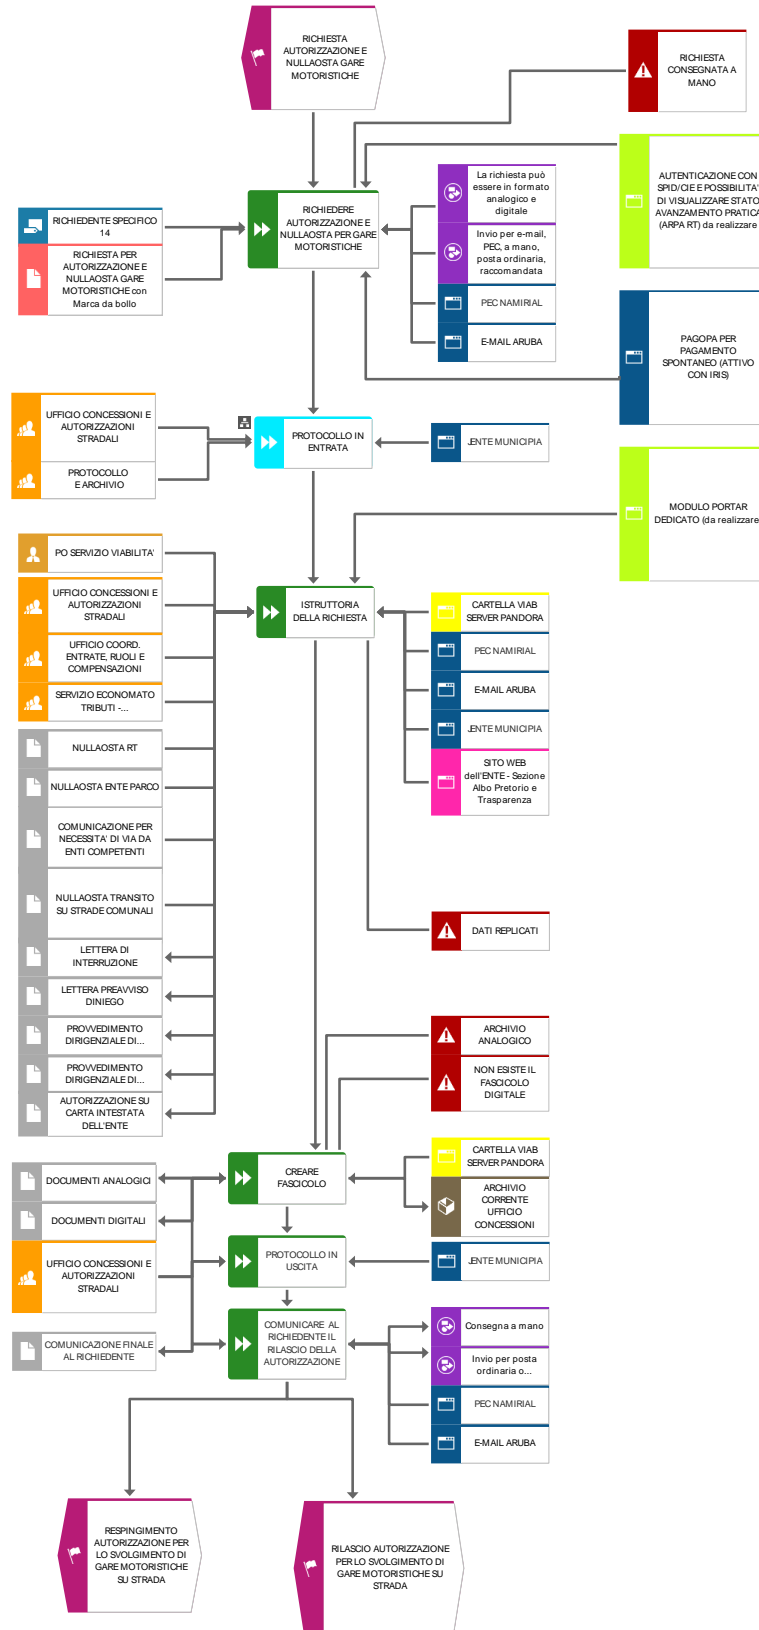 RICHIESTA
AUTORIZZAZIONE E
NULLAOSTA GARE
MOTORISTICHE
RICHIESTA
CONSEGNATA A
MANO
AUTENTICAZIONE CON
SPID/CIE E POSSIBILITA'
DI VISUALIZZARE STATO
AVANZAMENTO PRATICA
(ARPA RT) da realizzare
La richiesta può
essere in formato
analogico e
digitale
Invio per e-mail,
PEC, a mano,
posta ordinaria,
raccomandata
PEC NAMIRIAL
E-MAIL ARUBA
RICHIEDERE
AUTORIZZAZIONE E
NULLAOSTA PER GARE
MOTORISTICHE
RICHIEDENTE SPECIFICO
14
RICHIESTA PER
AUTORIZZAZIONE E
NULLAOSTA GARE
MOTORISTICHE con
Marca da bollo
PAGOPA PER
PAGAMENTO
SPONTANEO (ATTIVO
CON IRIS)
UFFICIO CONCESSIONI E
AUTORIZZAZIONI
STRADALI
PROTOCOLLO
E ARCHIVIO
PROTOCOLLO IN
ENTRATA
JENTE MUNICIPIA
MODULO PORTAR
DEDICATO (da realizzare
PO SERVIZIO VIABILITA'
UFFICIO CONCESSIONI E
AUTORIZZAZIONI
STRADALI
UFFICIO COORD.
ENTRATE, RUOLI E
COMPENSAZIONI
SERVIZIO ECONOMATO
TRIBUTI -...
ISTRUTTORIA
DELLA RICHIESTA
CARTELLA VIAB
SERVER PANDORA
PEC NAMIRIAL
E-MAIL ARUBA
JENTE MUNICIPIA
SITO WEB
dell'ENTE - Sezione
Albo Pretorio e
Trasparenza
NULLAOSTA RT
NULLAOSTA ENTE PARCO
COMUNICAZIONE PER
NECESSITA' DI VIA DA
ENTI COMPETENTI
NULLAOSTA TRANSITO
SU STRADE COMUNALI
LETTERA DI
INTERRUZIONE
LETTERA PREAVVISO
DINIEGO
PROVVEDIMENTO
DIRIGENZIALE DI...
PROVVEDIMENTO
DIRIGENZIALE DI...
AUTORIZZAZIONE SU
CARTA INTESTATA
DELL'ENTE
DATI REPLICATI
ARCHIVIO
ANALOGICO
NON ESISTE IL
FASCICOLO
DIGITALE
CREARE
FASCICOLO
CARTELLA VIAB
SERVER PANDORA
ARCHIVIO
CORRENTE
UFFICIO
CONCESSIONI
DOCUMENTI ANALOGICI
DOCUMENTI DIGITALI
UFFICIO CONCESSIONI E
AUTORIZZAZIONI
STRADALI
PROTOCOLLO IN
USCITA
JENTE MUNICIPIA
COMUNICARE AL
RICHIEDENTE IL
RILASCIO DELLA
AUTORIZZAZIONE
COMUNICAZIONE FINALE
AL RICHIEDENTE
Consegna a mano
Invio per posta
ordinaria o...
PEC NAMIRIAL
E-MAIL ARUBA
RESPINGIMENTO
AUTORIZZAZIONE PER
LO SVOLGIMENTO DI
GARE MOTORISTICHE
SU STRADA
RILASCIO AUTORIZZAZIONE
PER LO SVOLGIMENTO DI
GARE MOTORISTICHE SU
STRADA